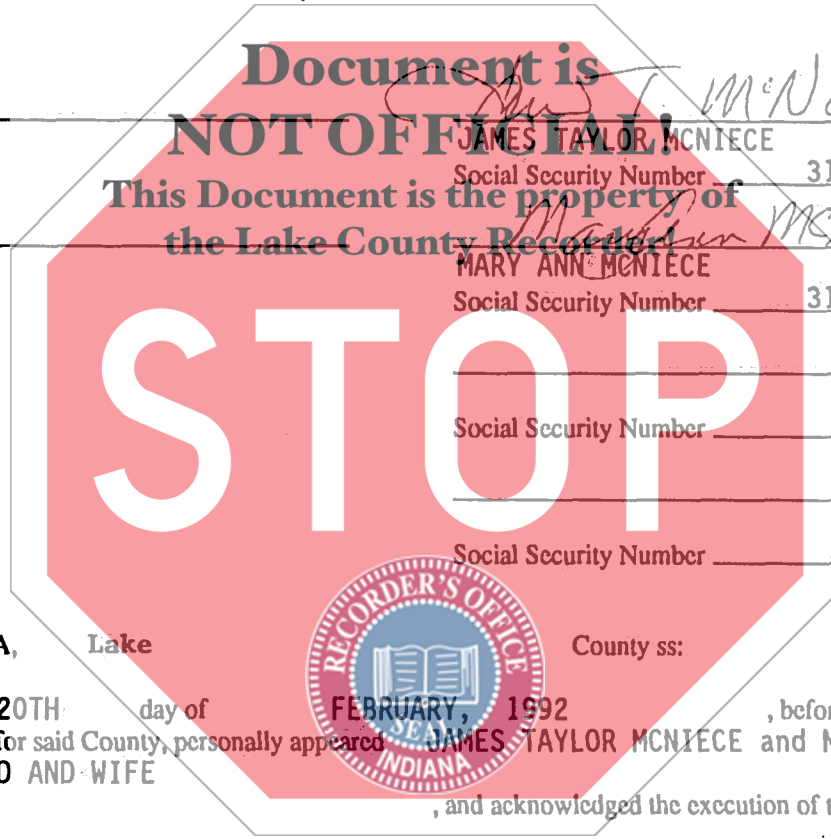 Document is
NOT OFFICIAL!
JAMES TAYLOR MCNIECE
Social Security Number 31
This Document is the property of
the Lake County Recorder!
MARY ANN MCNIECE
Social Security Number 31
STOP
Social Security Number
Social Security Number
RECORDER'S OFFICE
SEAL
INDIANA
A, Lake County ss:
20TH day of FEBRUARY, 1992 , befor
for said County, personally appeared JAMES TAYLOR MCNIECE and
D AND WIFE
, and acknowledged the execution of t